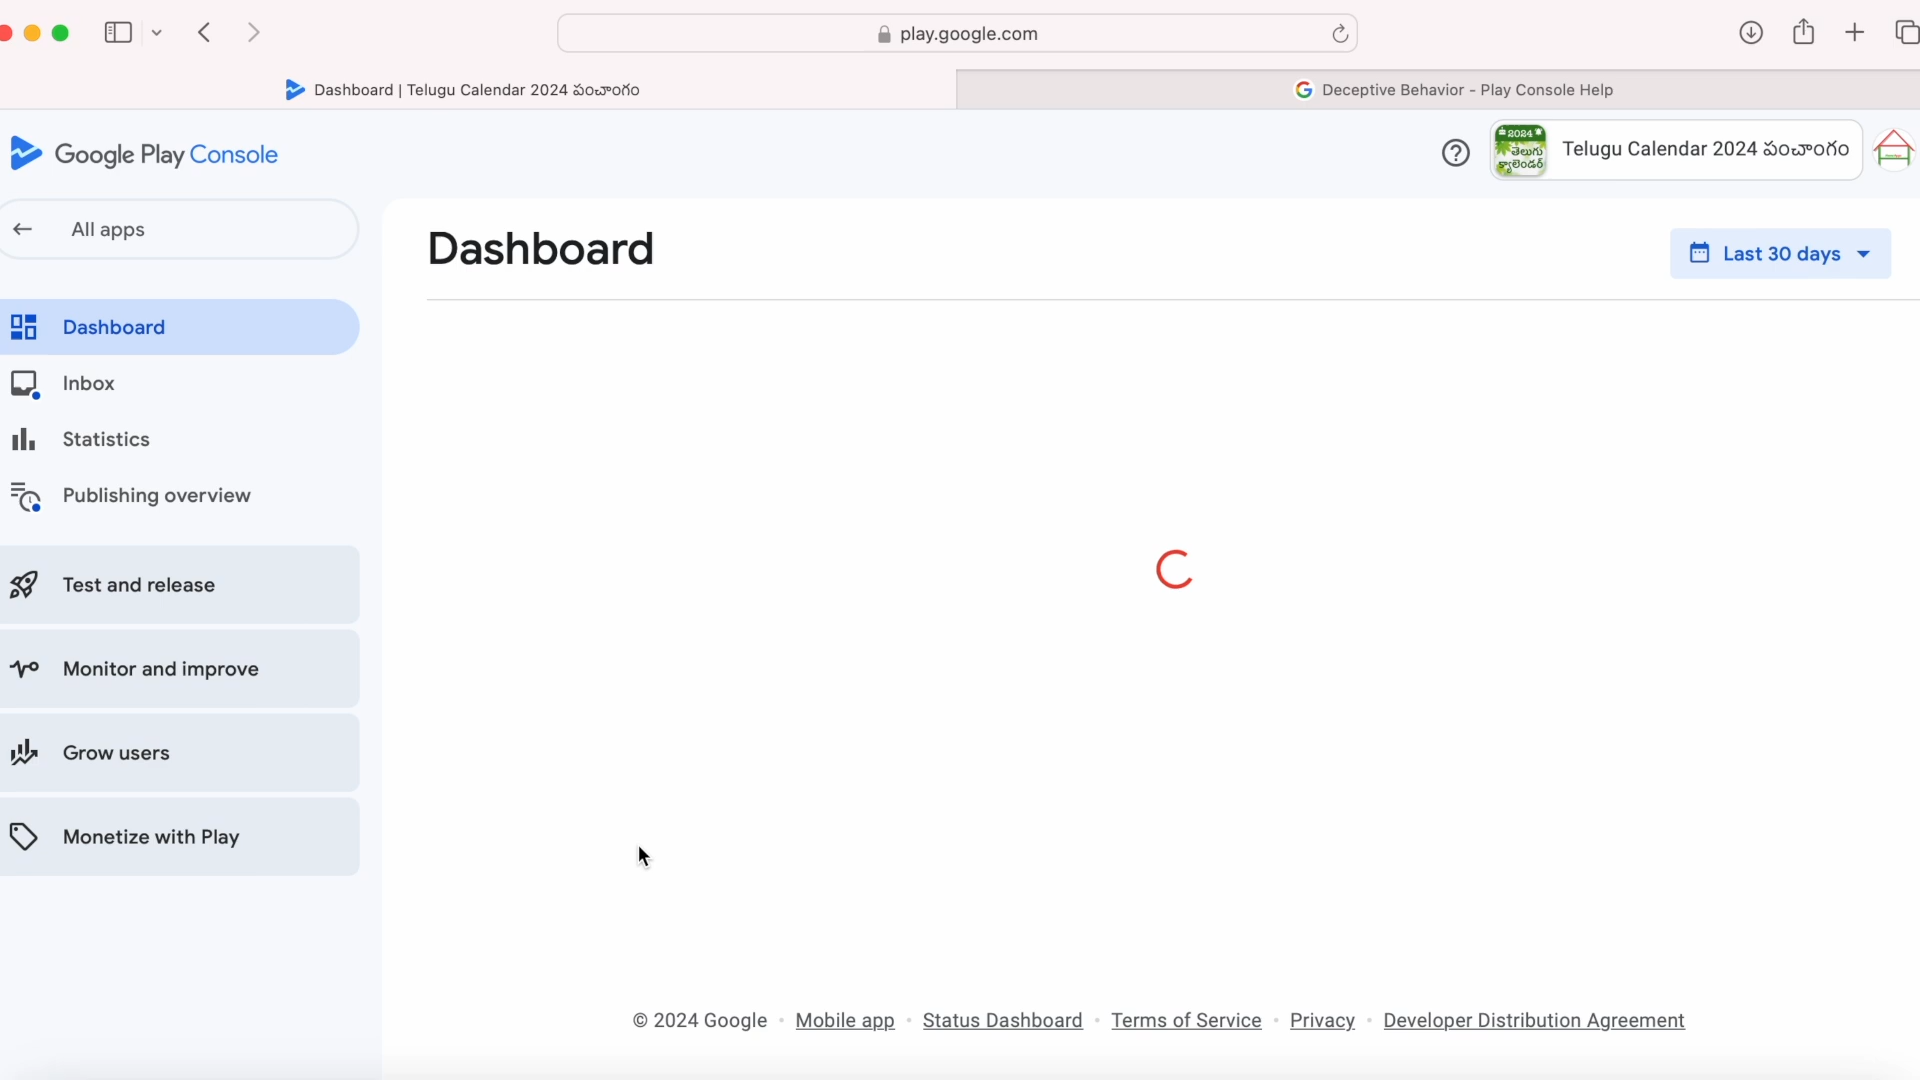 play.google.com
Dashboard | Telugu Calendar 2024 పంచాంగం
Deceptive Behavior - Play Console Help
Google Play Console
2024
తెలుగు
క్యాలెండర్
Telugu Calendar 2024 పంచాంగం
All apps
Dashboard
Last 30 days
Dashboard
Inbox
Statistics
Publishing overview
Test and release
Monitor and improve
Grow users
Monetize with Play
© 2024 Google · Mobile app · Status Dashboard · Terms of Service · Privacy · Developer Distribution Agreement